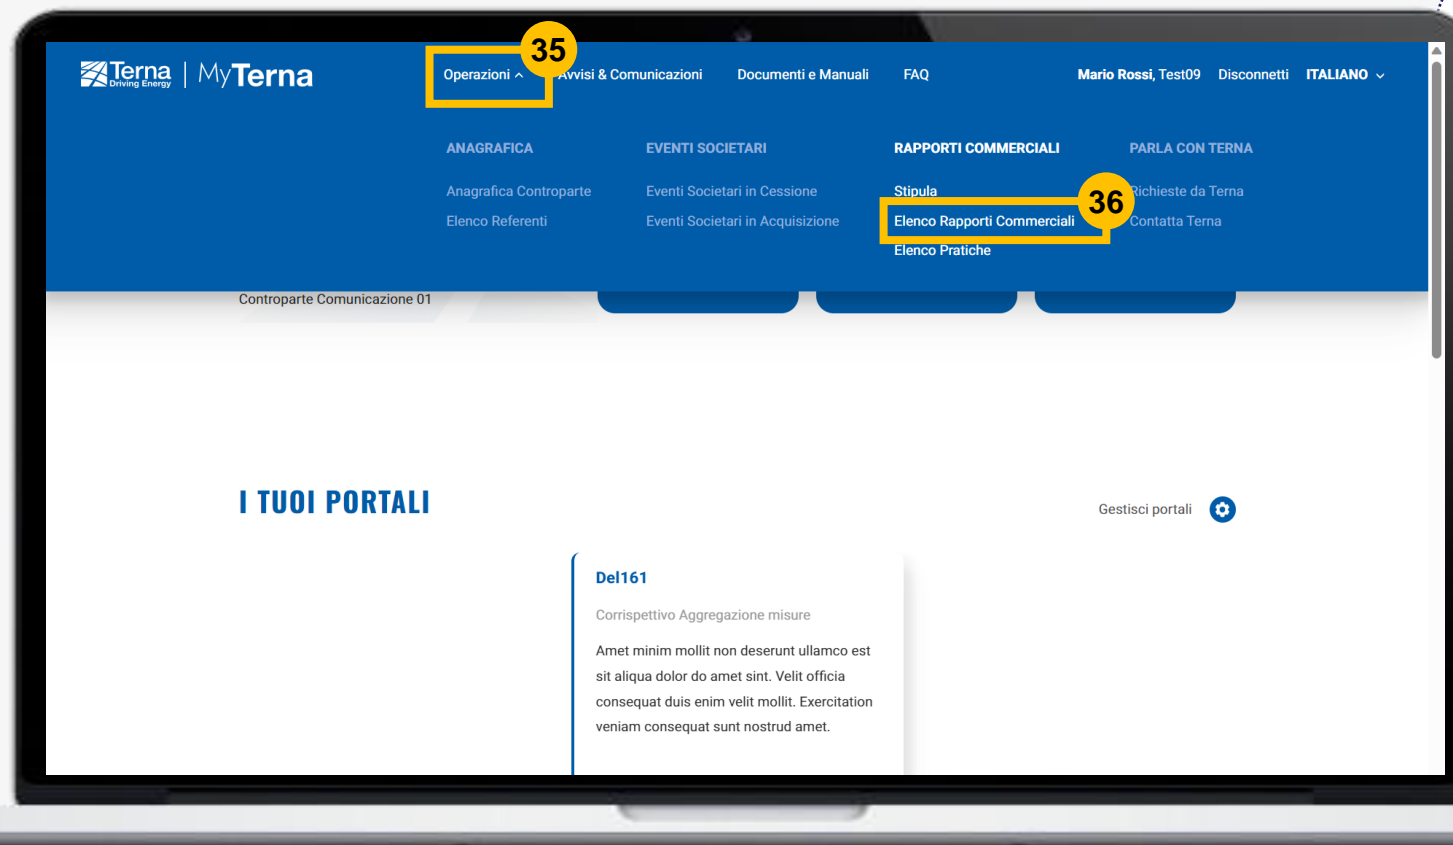 35
Terna
Driving Energy
MyTerna
Operazioni
Avvisi & Comunicazioni
Documenti e Manuali
FAQ
Mario Rossi, Test09
Disconnetti
ITALIANO
ANAGRAFICA
EVENTI SOCIETARI
RAPPORTI COMMERCIALI
PARLA CON TERNA
Anagrafica Controparte
Eventi Societari in Cessione
Stipula
36
Richieste da Terna
Elenco Referenti
Eventi Societari in Acquisizione
Elenco Rapporti Commerciali
Contatta Terna
Elenco Pratiche
Controparte Comunicazione 01
I TUOI PORTALI
Gestisci portali
Del161
Corrispettivo Aggregazione misure
Amet minim mollit non deserunt ullamco est
sit aliqua dolor do amet sint. Velit officia
consequat duis enim velit mollit. Exercitation
veniam consequat sunt nostrud amet.